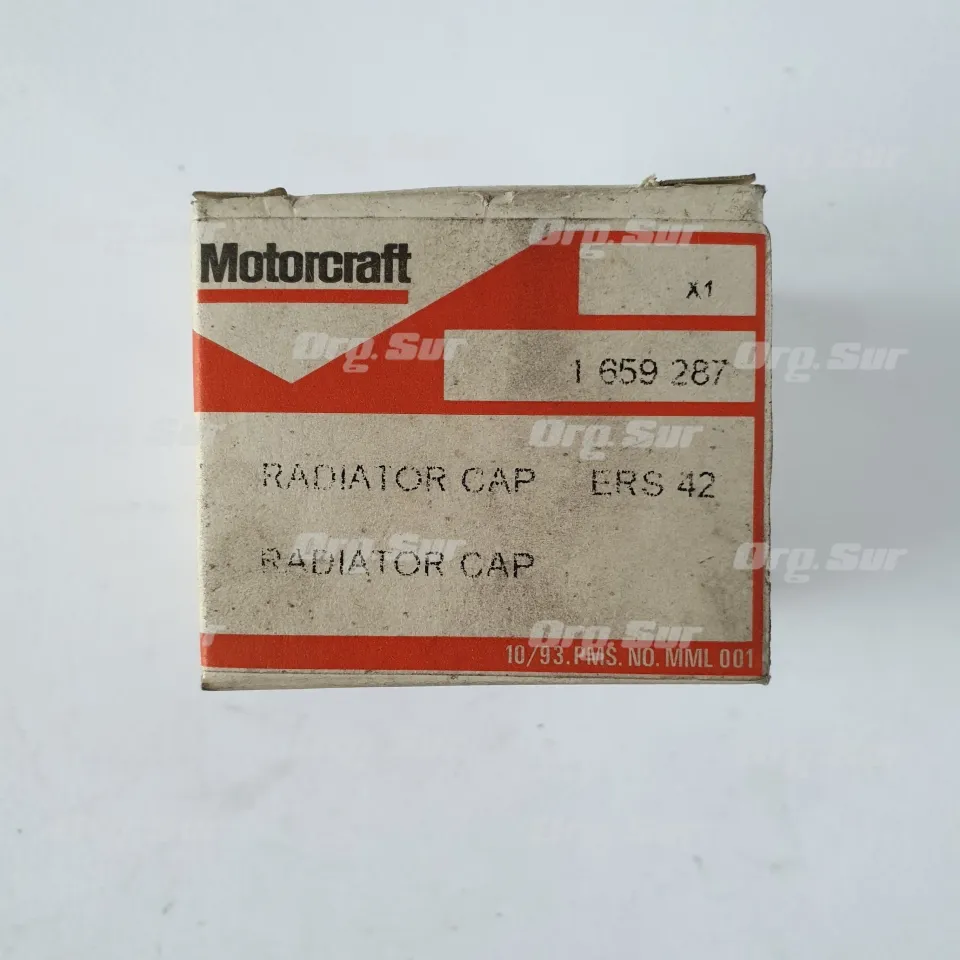 Motorcraft
X1
1 659 287
RADIATOR CAP ERS 42
RADIATOR CAP
10/93.PMS. NO. MML 001
Org. Sur
Org. Sur
Org. Sur
Org. Sur
Org. Sur
Org. Sur
Org. Sur